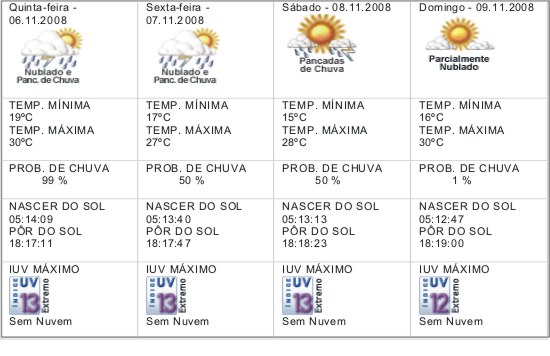 Quinta-feira -
06.11.2008
Nublado e
Panc. de Chuva
TEMP. MÍNIMA
19ºC
TEMP. MÁXIMA
30ºC
PROB. DE CHUVA
99 %
NASCER DO SOL
05:14:09
PÔR DO SOL
18:17:11
IUV MÁXIMO
ÍNDICE
UV
13
Extremo
Sem Nuvem
Sexta-feira -
07.11.2008
Nublado e
Panc. de Chuva
TEMP. MÍNIMA
17ºC
TEMP. MÁXIMA
27ºC
PROB. DE CHUVA
50 %
NASCER DO SOL
05:13:40
PÔR DO SOL
18:17:47
IUV MÁXIMO
ÍNDICE
UV
13
Extremo
Sem Nuvem
Sábado - 08.11.2008
Pancadas
de Chuva
TEMP. MÍNIMA
15ºC
TEMP. MÁXIMA
28ºC
PROB. DE CHUVA
50 %
NASCER DO SOL
05:13:13
PÔR DO SOL
18:18:23
IUV MÁXIMO
ÍNDICE
UV
13
Extremo
Sem Nuvem
Domingo - 09.11.2008
Parcialmente
Nublado
TEMP. MÍNIMA
16ºC
TEMP. MÁXIMA
30ºC
PROB. DE CHUVA
1 %
NASCER DO SOL
05:12:47
PÔR DO SOL
18:19:00
IUV MÁXIMO
ÍNDICE
UV
12
Extremo
Sem Nuvem